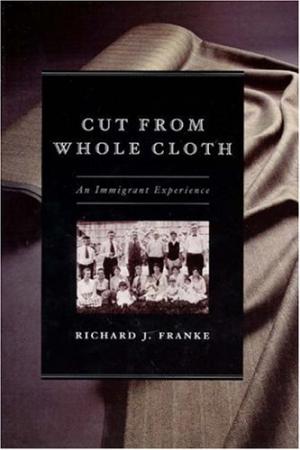 CUT FROM
WHOLE CLOTH
An Immigrant Experience
RICHARD J. FRANKE